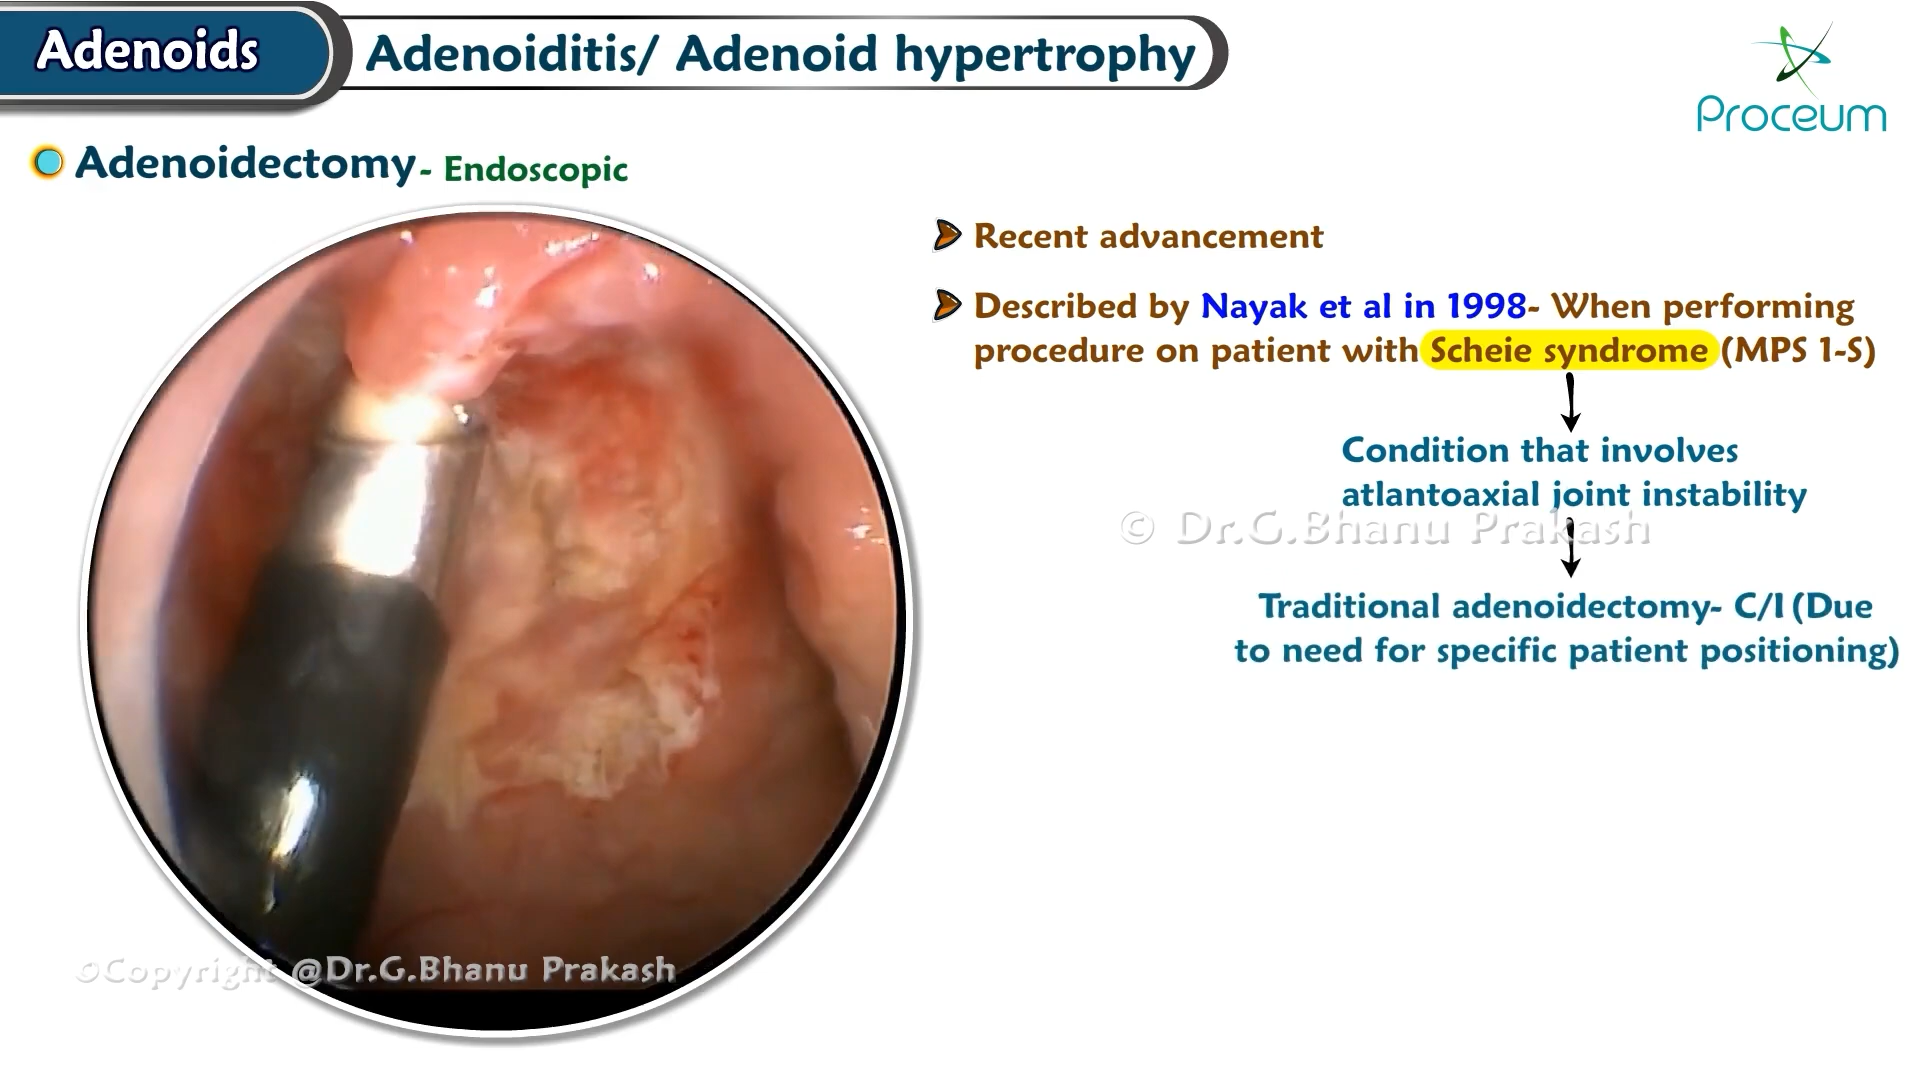 Adenoids
Adenoiditis/ Adenoid hypertrophy
Proceum
Adenoidectomy- Endoscopic
Recent advancement
Described by Nayak et al in 1998- When performing
procedure on patient with Scheie syndrome (MPS 1-S)
Condition that involves
atlantoaxial joint instability
© Dr.G.Bhanu Prakash
Traditional adenoidectomy- C/I (Due
to need for specific patient positioning)
©Copyright @Dr.G.Bhanu Prakash